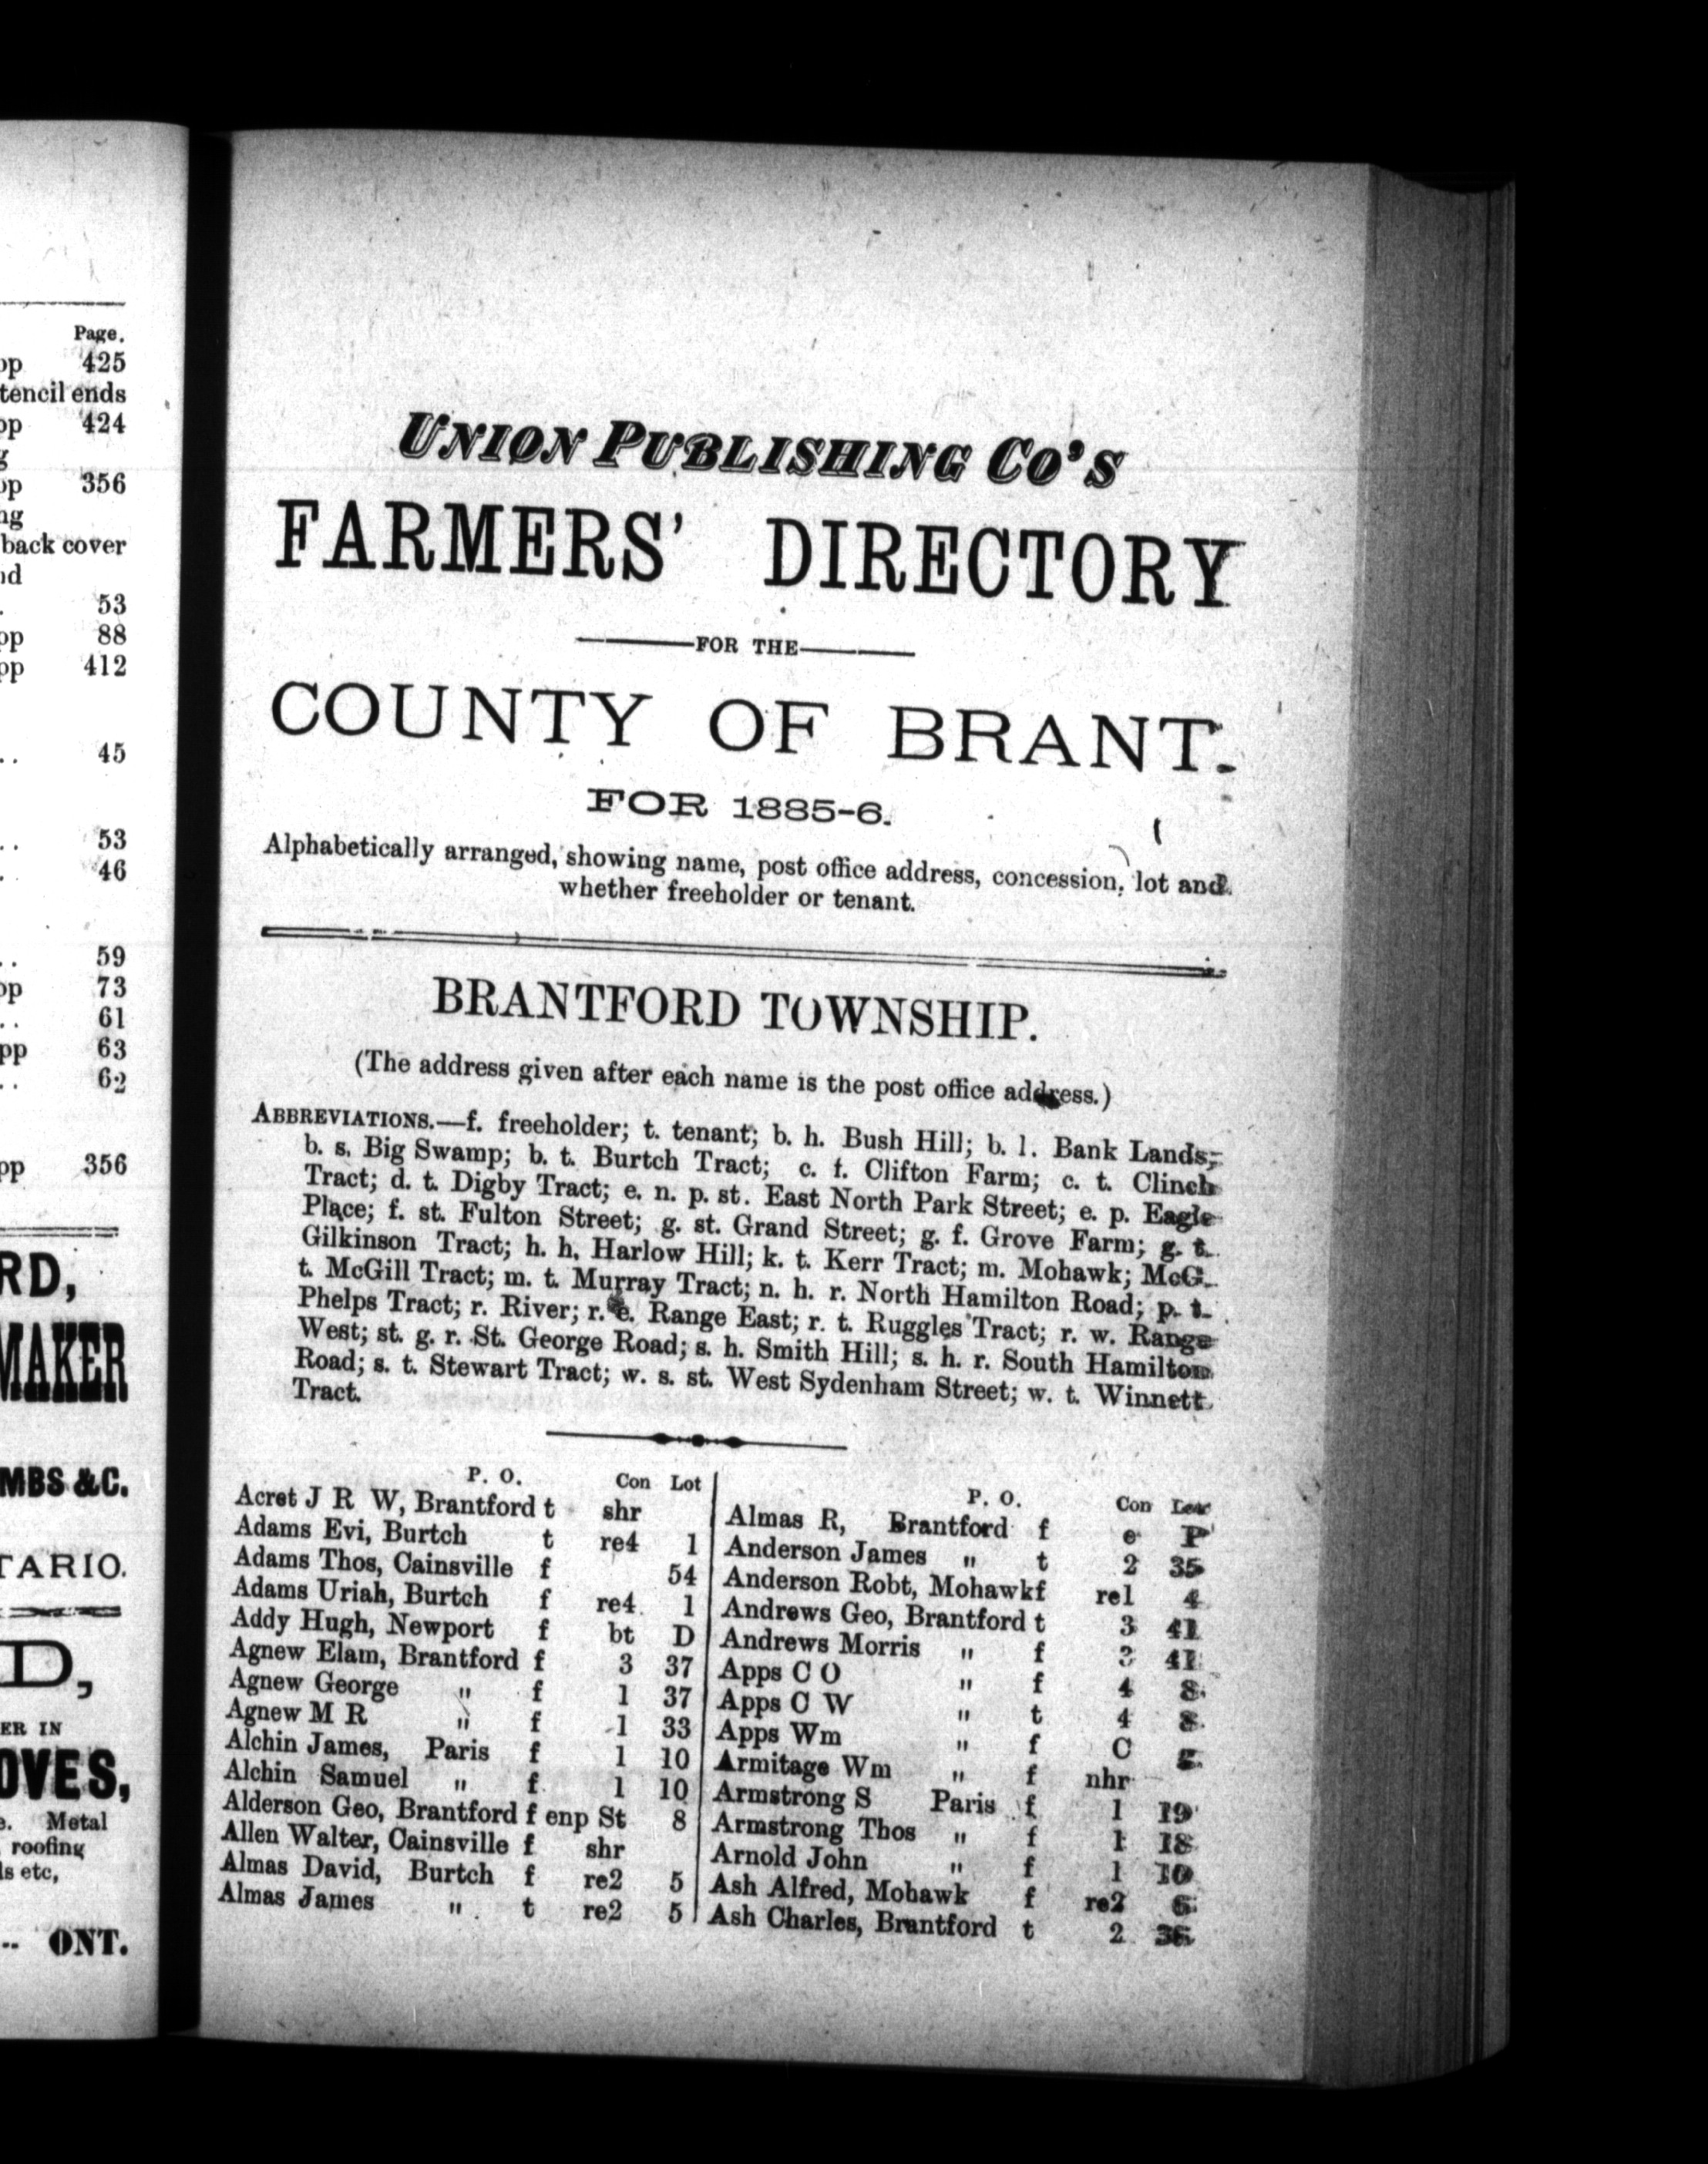 Page.
op 425
tencil ends
op 424
g
op 356
ng
back cover
nd
. 53
op 88
op 412
.. 45
.. 53
. 46
.. 59
op 73
.. 61
pp 63
.. 62
pp 356
RD,
MAKER
MBS &C.
TARIO.
D,
ER IN
OVES,
e. Metal
roofing
ls etc,
-- ONT.
UNION PUBLISHING CO'S
FARMERS' DIRECTORY
FOR THE
COUNTY OF BRANT.
FOR 1885-6.
Alphabetically arranged, showing name, post office address, concession, lot and
whether freeholder or tenant.
BRANTFORD TOWNSHIP.
(The address given after each name is the post office address.)
ABBREVIATIONS.—f. freeholder; t. tenant; b. h. Bush Hill; b. l. Bank Lands;
b. s. Big Swamp; b. t. Burtch Tract; c. f. Clifton Farm; c. t. Clinch
Tract; d. t. Digby Tract; e. n. p. st. East North Park Street; e. p. Eagle
Place; f. st. Fulton Street; g. st. Grand Street; g. f. Grove Farm; g. t.
Gilkinson Tract; h. h. Harlow Hill; k. t. Kerr Tract; m. Mohawk; McG.
t. McGill Tract; m. t. Murray Tract; n. h. r. North Hamilton Road; p. t.
Phelps Tract; r. River; r. e. Range East; r. t. Ruggles Tract; r. w. Range
West; st. g. r. St. George Road; s. h. Smith Hill; s. h. r. South Hamilton
Road; s. t. Stewart Tract; w. s. st. West Sydenham Street; w. t. Winnett
Tract.
P. O. Con Lot
Acret J R W, Brantford t shr
Adams Evi, Burtch t re4 1
Adams Thos, Cainsville f 54
Adams Uriah, Burtch f re4 1
Addy Hugh, Newport f bt D
Agnew Elam, Brantford f 3 37
Agnew George " f 1 37
Agnew M R " f 1 33
Alchin James, Paris f 1 10
Alchin Samuel " f 1 10
Alderson Geo, Brantford f enp St 8
Allen Walter, Cainsville f shr
Almas David, Burtch f re2 5
Almas James " t re2 5
P. O. Con
Almas R, Brantford f e P
Anderson James " t 2 35
Anderson Robt, Mohawk f re1 4
Andrews Geo, Brantford t 3 41
Andrews Morris " f 3 41
Apps C O " f 4 8
Apps C W " t 4 8
Apps Wm " f C
Armitage Wm " f nhr
Armstrong S Paris f 1 19
Armstrong Thos " f 1 18
Arnold John " f 1 10
Ash Alfred, Mohawk f re2 6
Ash Charles, Brantford t 2